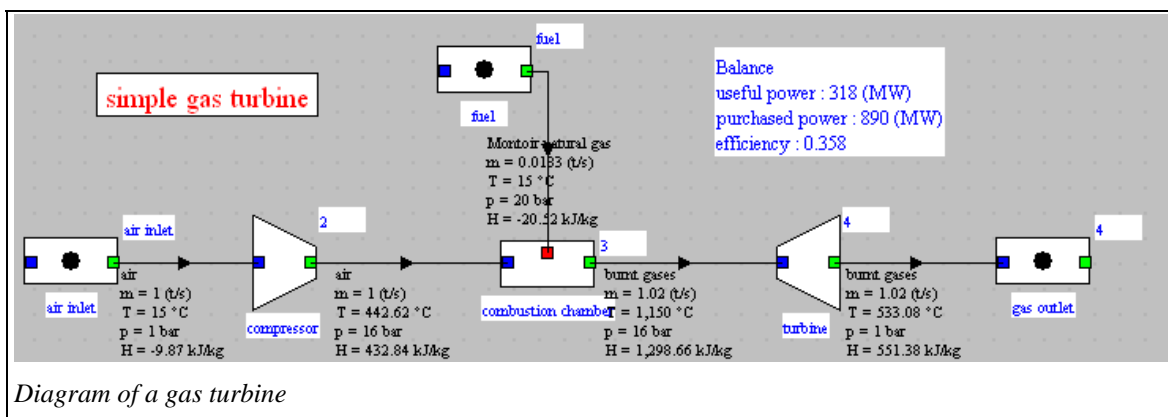 fuel
simple gas turbine
fuel
Balance
useful power : 318 (MW)
purchased power : 890 (MW)
efficiency : 0.358
Montoir natural gas
m = 0.0183 (t/s)
T = 15 °C
p = 20 bar
H = -20.52 kJ/kg
air inlet
2
3
4
4
air inlet
compressor
combustion chamber
turbine
gas outlet
air
m = 1 (t/s)
T = 15 °C
p = 1 bar
H = -9.87 kJ/kg
air
m = 1 (t/s)
T = 442.62 °C
p = 16 bar
H = 432.84 kJ/kg
burnt gases
m = 1.02 (t/s)
T = 1,150 °C
p = 16 bar
H = 1,298.66 kJ/kg
burnt gases
m = 1.02 (t/s)
T = 533.08 °C
p = 1 bar
H = 551.38 kJ/kg
Diagram of a gas turbine